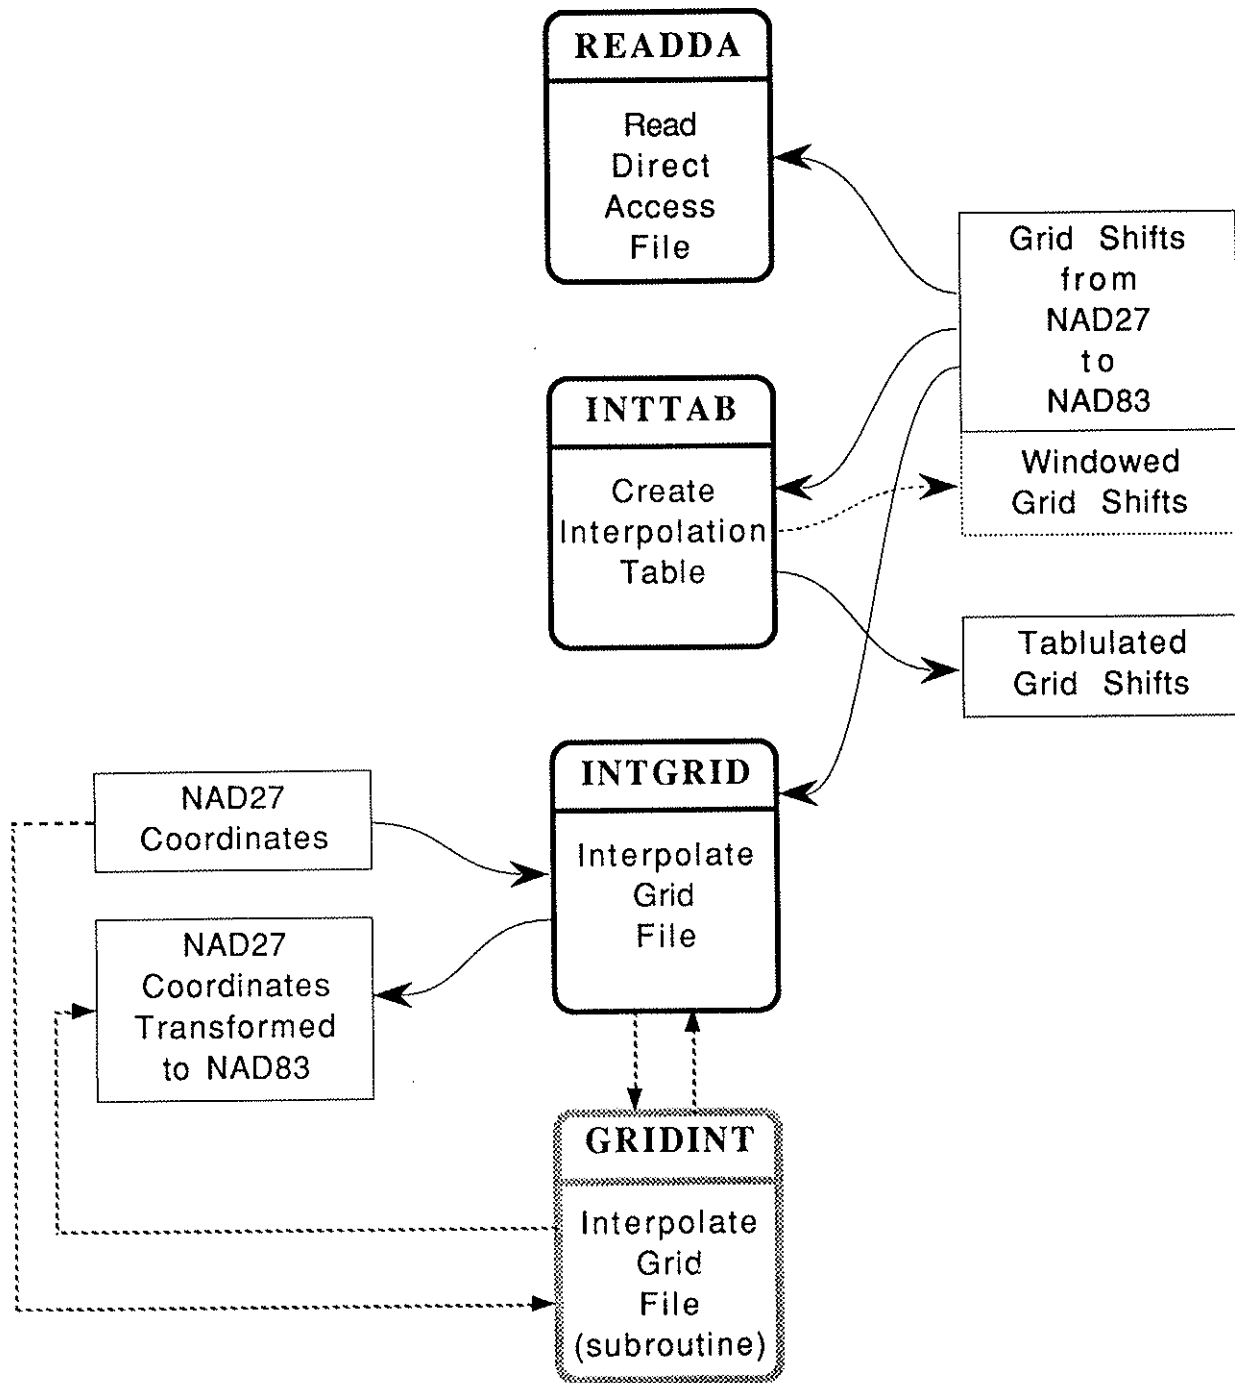 READDA
Read
Direct
Access
File
Grid Shifts
from
NAD27
to
NAD83
Windowed
Grid Shifts
INTTAB
Create
Interpolation
Table
Tablulated
Grid Shifts
INTGRID
Interpolate
Grid
File
NAD27
Coordinates
NAD27
Coordinates
Transformed
to NAD83
GRIDINT
Interpolate
Grid
File
(subroutine)